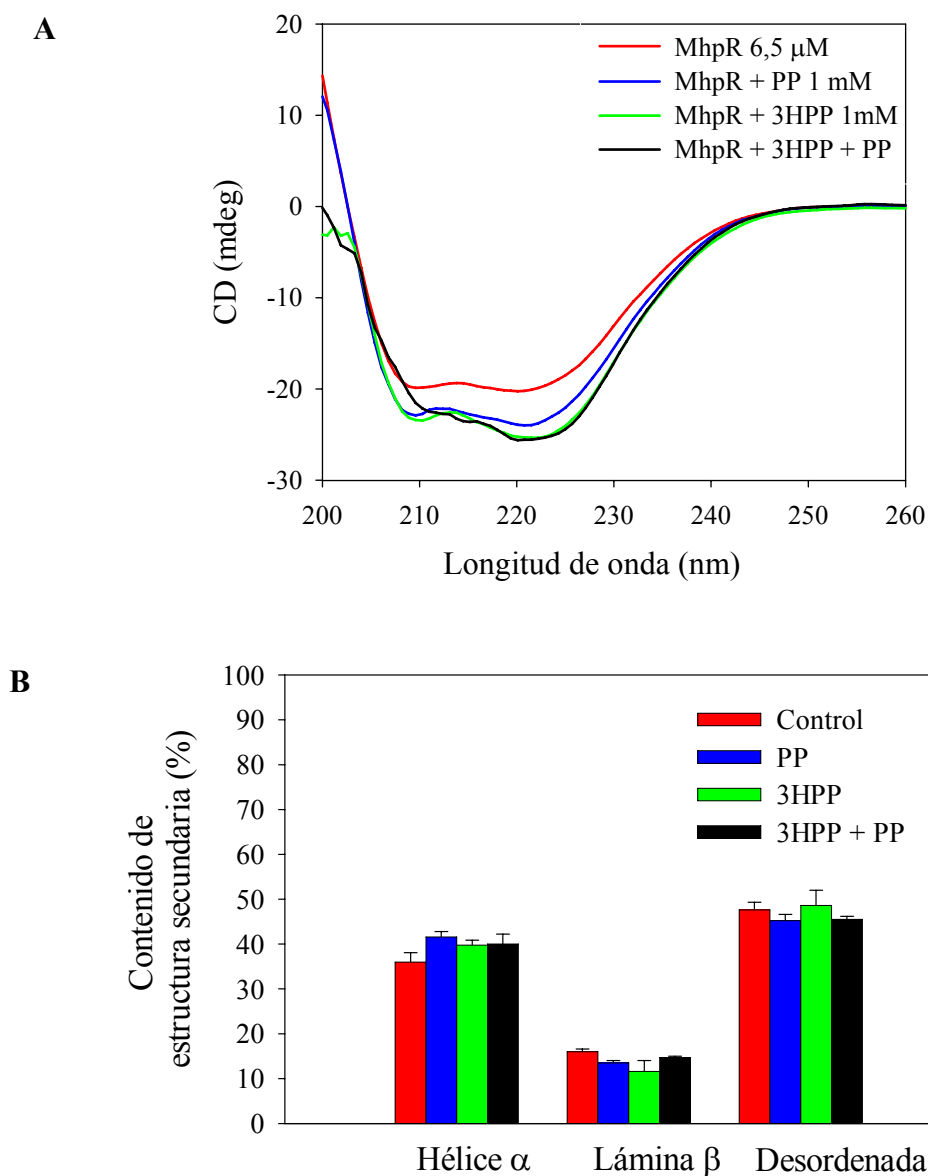 A
20
10
0
-10
-20
-30
CD (mdeg)
MhpR 6,5 μM
MhpR + PP 1 mM
MhpR + 3HPP 1mM
MhpR + 3HPP + PP
200
210
220
230
240
250
260
Longitud de onda (nm)
B
100
90
80
70
60
50
40
30
20
10
0
Contenido de
estructura secundaria (%)
Control
PP
3HPP
3HPP + PP
Hélice α
Lámina β
Desordenada